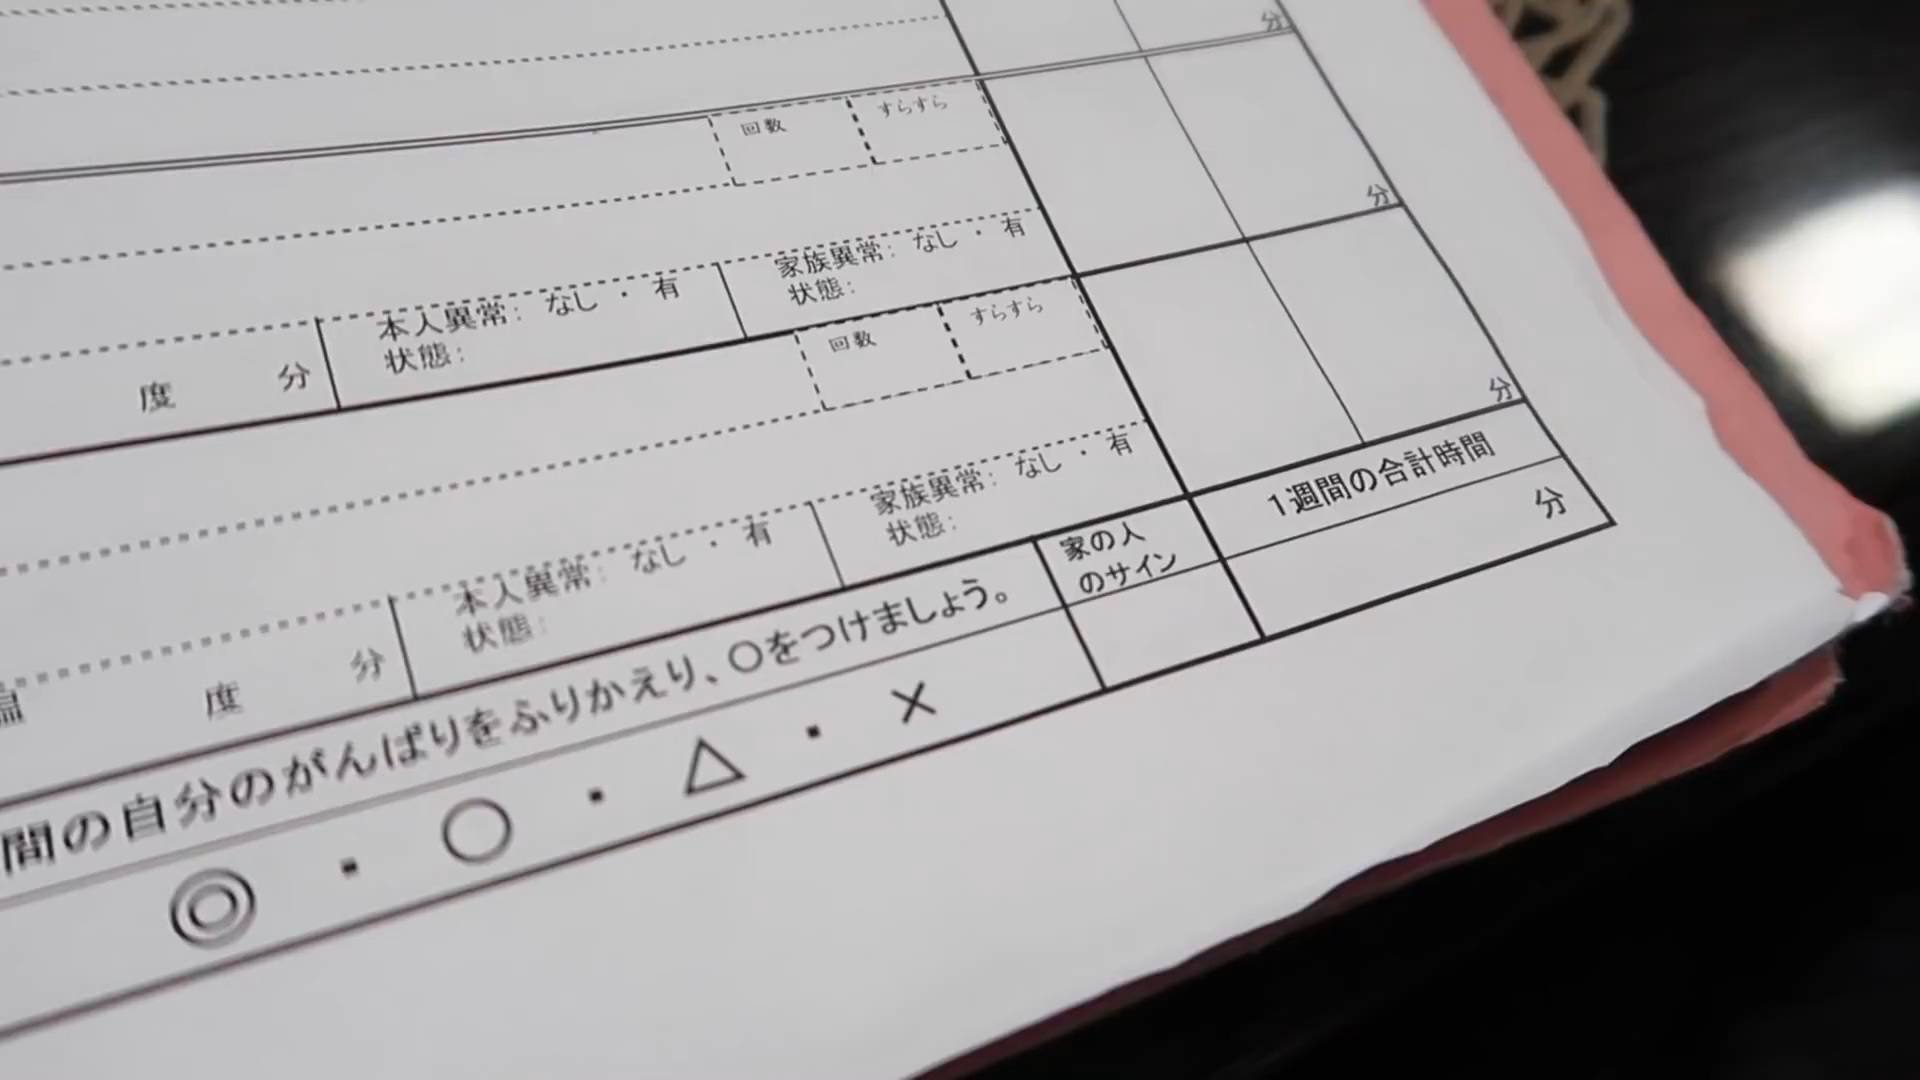 分
回数 すらすら
分
家族異常: なし ・ 有
状態:
本人異常: なし ・ 有
状態:
度 分
回数 すらすら
分
家族異常: なし ・ 有
状態:
本人異常: なし ・ 有
状態:
度 分
1週間の合計時間
分
家の人
のサイン
間の自分のがんばりをふりかえり、○をつけましょう。
◎ ・ ○ ・ △ ・ ×